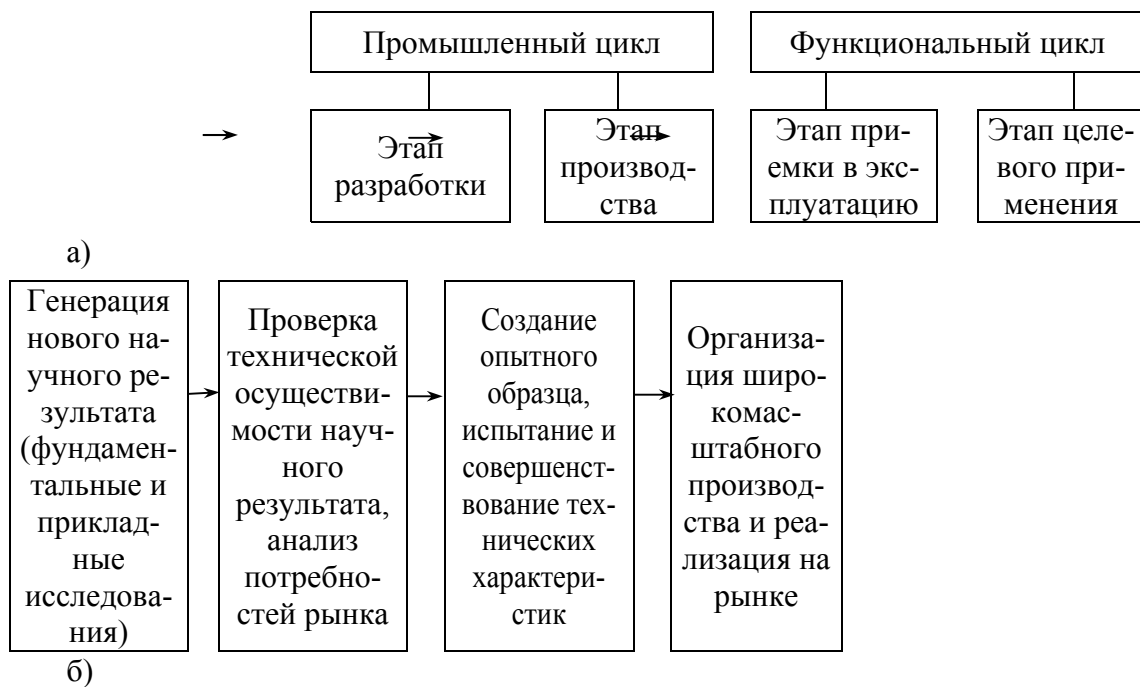 Промышленный цикл
Функциональный цикл
Этап
разработки
Этап
производ-
ства
Этап при-
емки в экс-
плуатацию
Этап целе-
вого при-
менения
а)
Генерация
нового на-
учного ре-
зультата
(фундамен-
тальные и
приклад-
ные
исследова-
ния)
Проверка
технической
осуществи-
мости науч-
ного
результата,
анализ
потребно-
стей рынка
Создание
опытного
образца,
испытание и
совершенст-
вование тех-
нических
характери-
стик
Организа-
ция широ-
комас-
штабного
производ-
ства и реа-
лизация на
рынке
б)